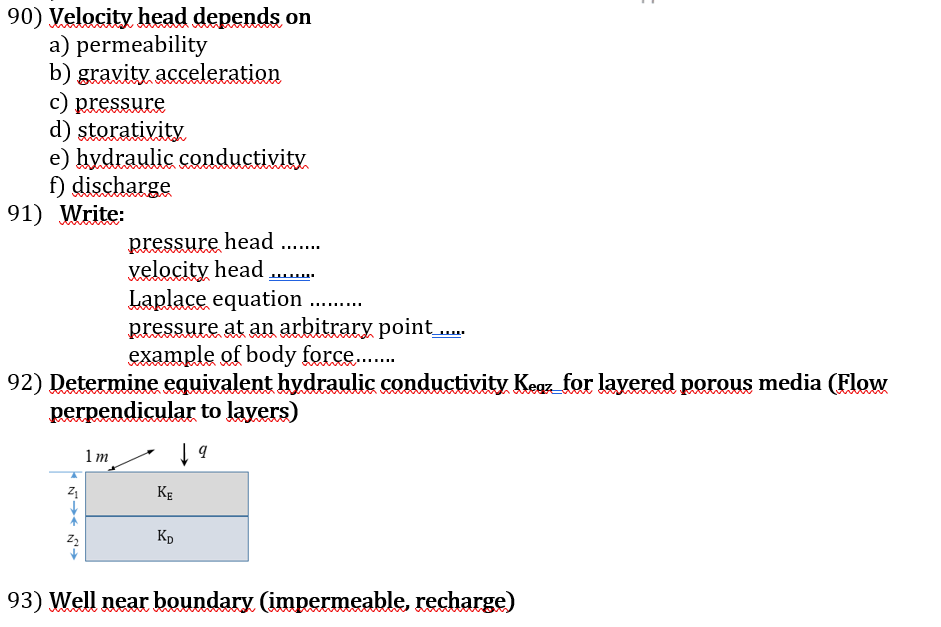 90) Velocity head depends on
a) permeability
b) gravity acceleration
c) pressure
d) storativity
e) hydraulic conductivity
f) discharge
91) Write:
pressure head .......
velocity head .......
Laplace equation .........
pressure at an arbitrary point .....
example of body force.......
92) Determine equivalent hydraulic conductivity Keqz for layered porous media (Flow
perpendicular to layers)
1 m q
z1 KE
z2 KD
93) Well near boundary (impermeable, recharge)